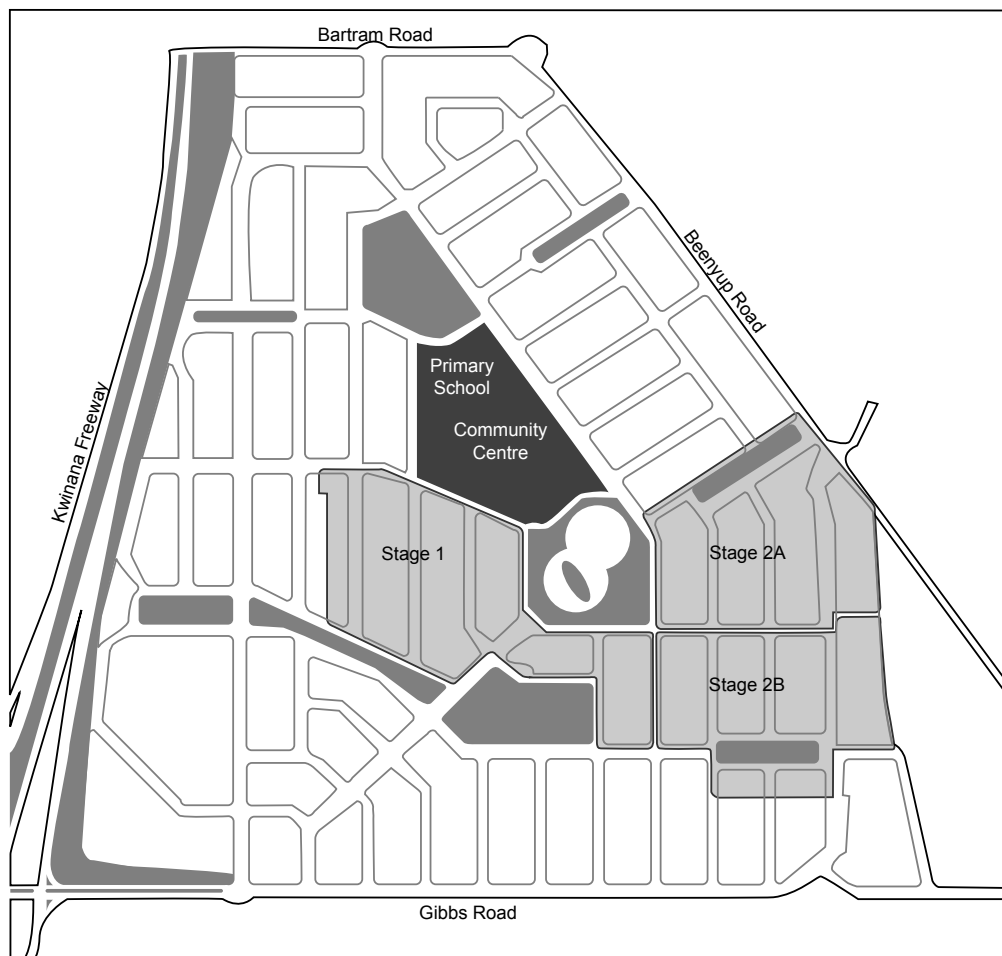 Bartram Road
Beenyup Road
Primary
School
Community
Centre
Kwinana Freeway
Stage 1
Stage 2A
Stage 2B
Gibbs Road